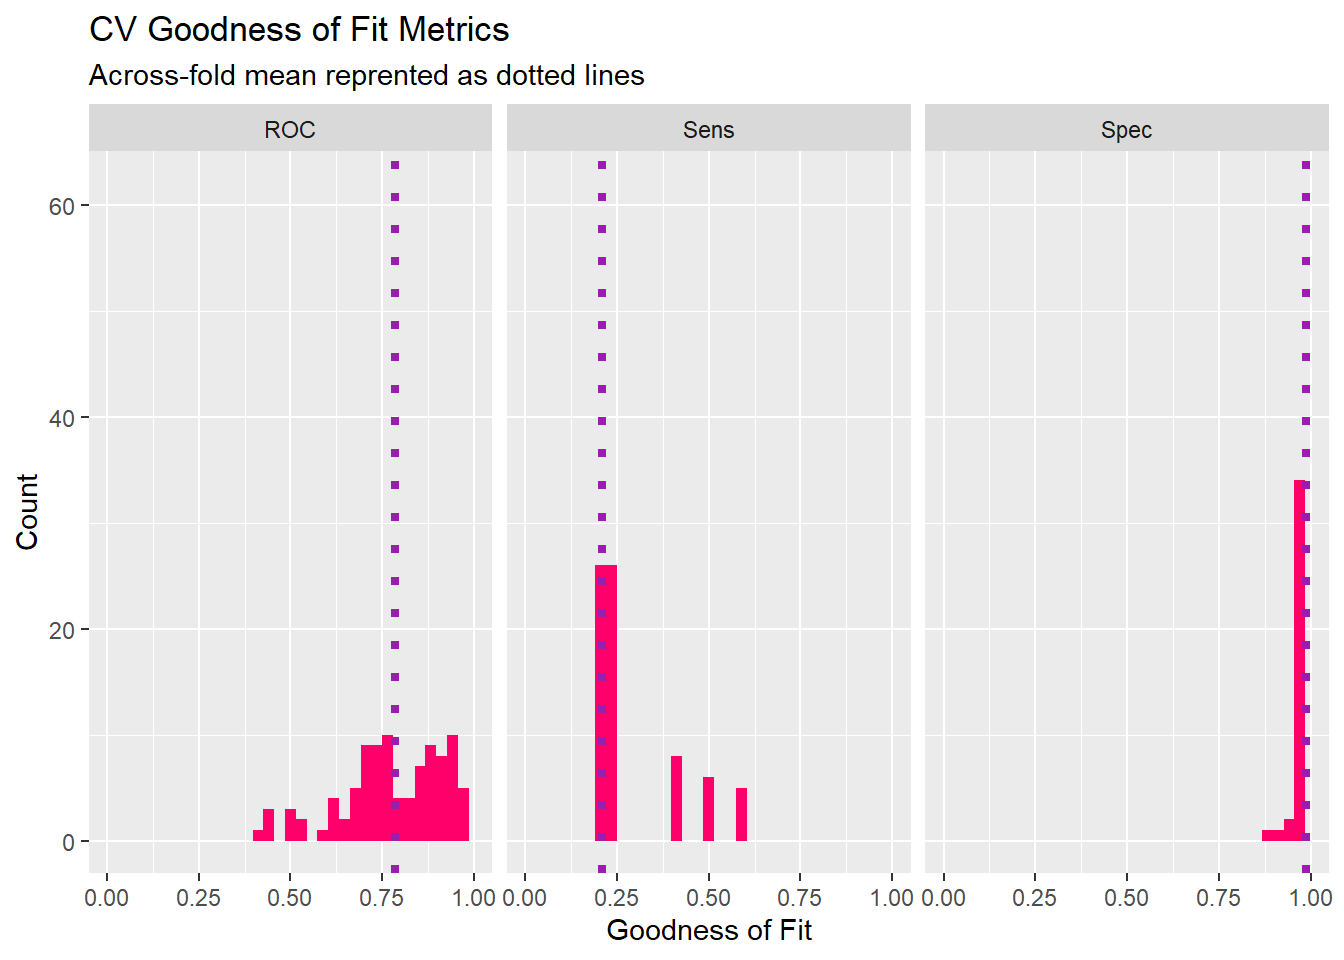 CV Goodness of Fit Metrics
Across-fold mean reprented as dotted lines
ROC Sens Spec
60
40
20
0
Count
0.00 0.25 0.50 0.75 1.00 0.00 0.25 0.50 0.75 1.00 0.00 0.25 0.50 0.75 1.00
Goodness of Fit